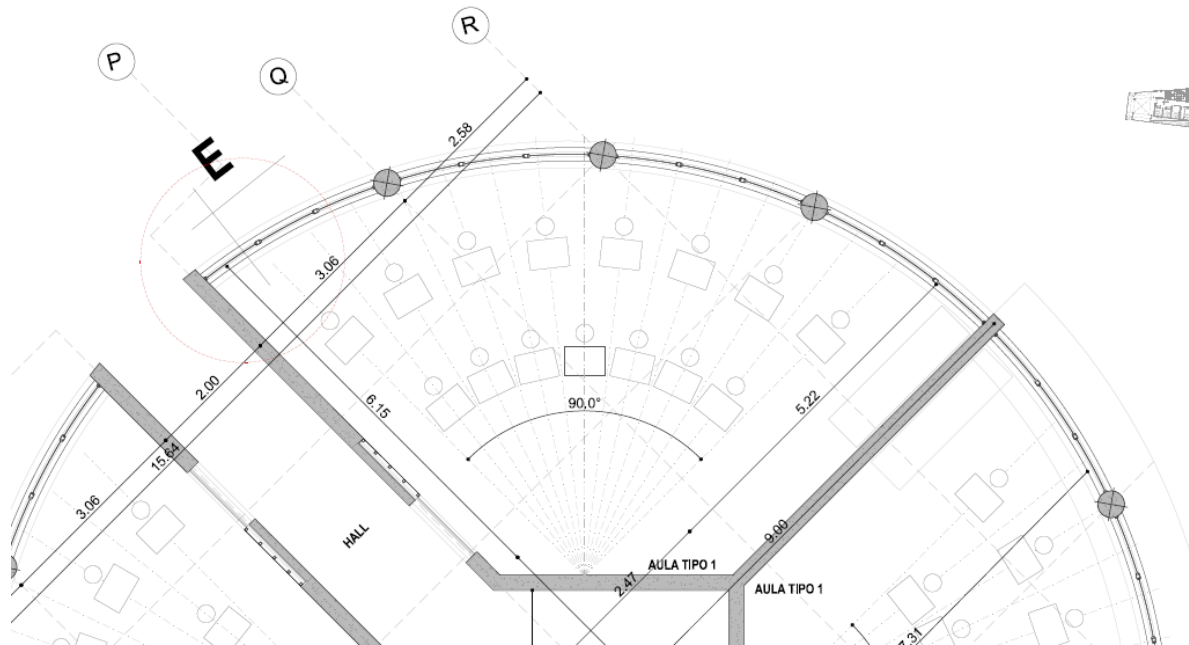 R
P
Q
E
2.58
3.06
2.00
6.15
90,0°
5.22
15.64
3.06
HALL
9.00
AULA TIPO 1
2.47
AULA TIPO 1
7.31